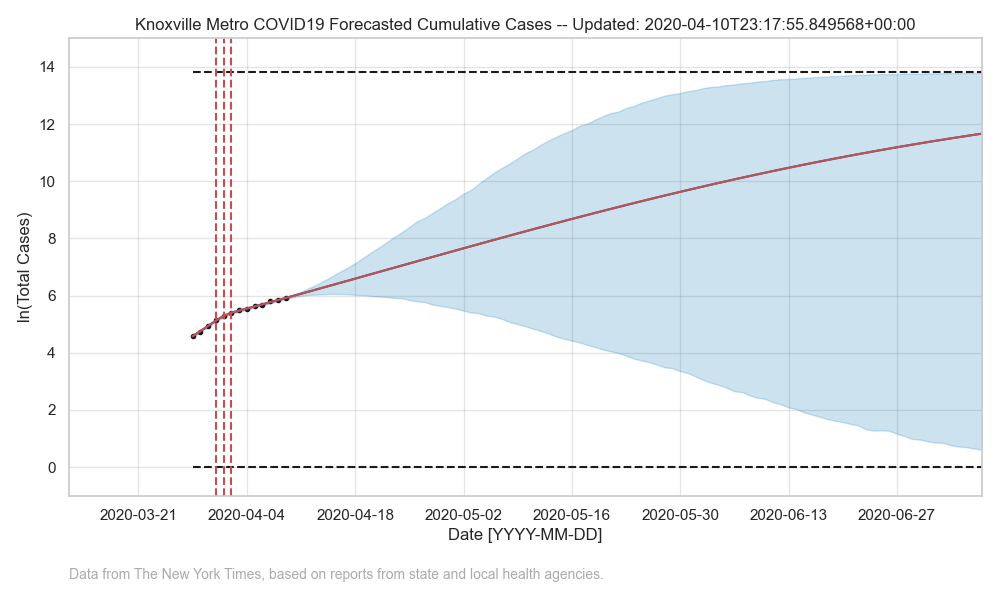 Knoxville Metro COVID19 Forecasted Cumulative Cases -- Updated: 2020-04-10T23:17:55.849568+00:00
ln(Total Cases)
14
12
10
8
6
4
2
0
2020-03-21 2020-04-04 2020-04-18 2020-05-02 2020-05-16 2020-05-30 2020-06-13 2020-06-27
Date [YYYY-MM-DD]
Data from The New York Times, based on reports from state and local health agencies.